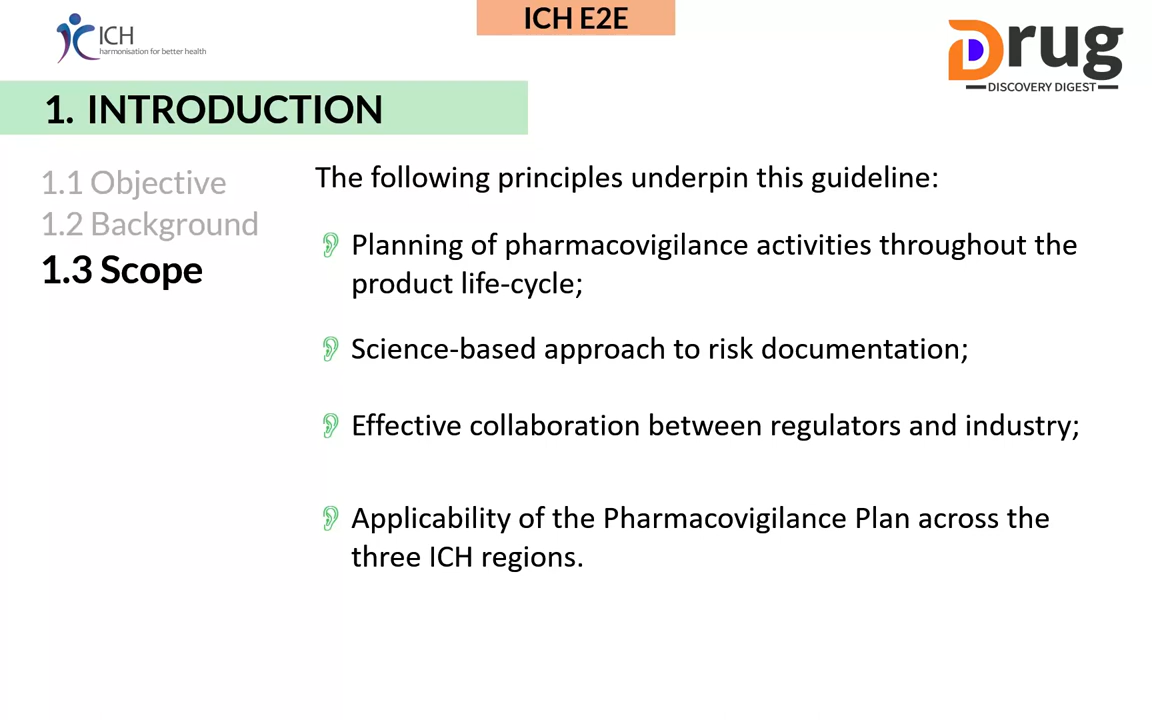 ICH E2E
ICH
harmonisation for better health
Drug
DISCOVERY DIGEST
1. INTRODUCTION
1.1 Objective
1.2 Background
1.3 Scope
The following principles underpin this guideline:
Planning of pharmacovigilance activities throughout the
product life-cycle;
Science-based approach to risk documentation;
Effective collaboration between regulators and industry;
Applicability of the Pharmacovigilance Plan across the
three ICH regions.